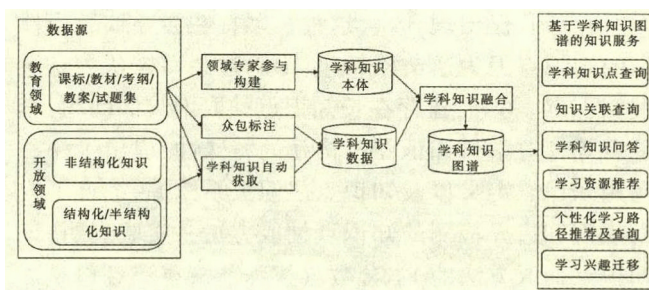 数据源
教育领域
课标/教材/考纲/
教案/试题集
开放领域
非结构化知识
结构化/半结构
化知识
领域专家参与
构建
众包标注
学科知识自动
获取
学科知识
本体
学科知识
数据
学科知识融合
学科知识
图谱
基于学科知识图
谱的知识服务
学科知识点查询
知识关联查询
学科知识问答
学习资源推荐
个性化学习路
径推荐及查询
学习兴趣迁移